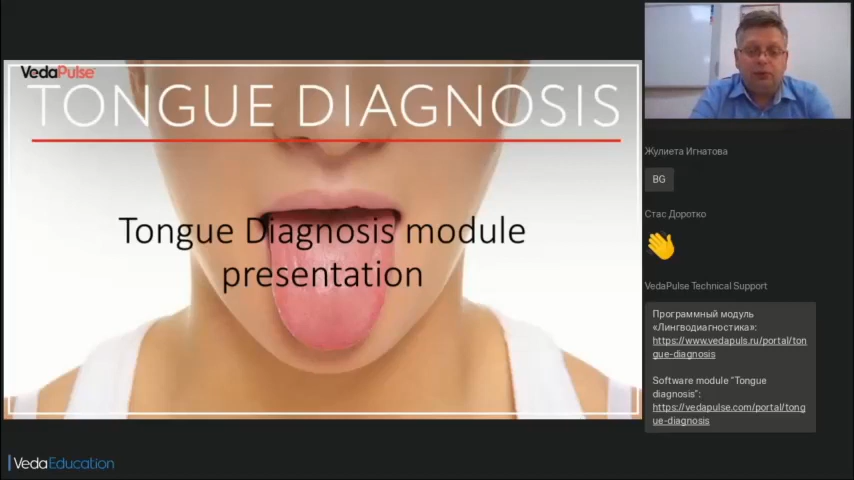 VedaPulse
TONGUE DIAGNOSIS
Tongue Diagnosis module
presentation
VedaEducation
Жулиета Игнатова
BG
Стас Доротко
VedaPulse Technical Support
Программный модуль
«Лингводиагностика»:
https://www.vedapuls.ru/portal/ton
gue-diagnosis
Software module "Tongue
diagnosis":
https://vedapulse.com/portal/tong
ue-diagnosis